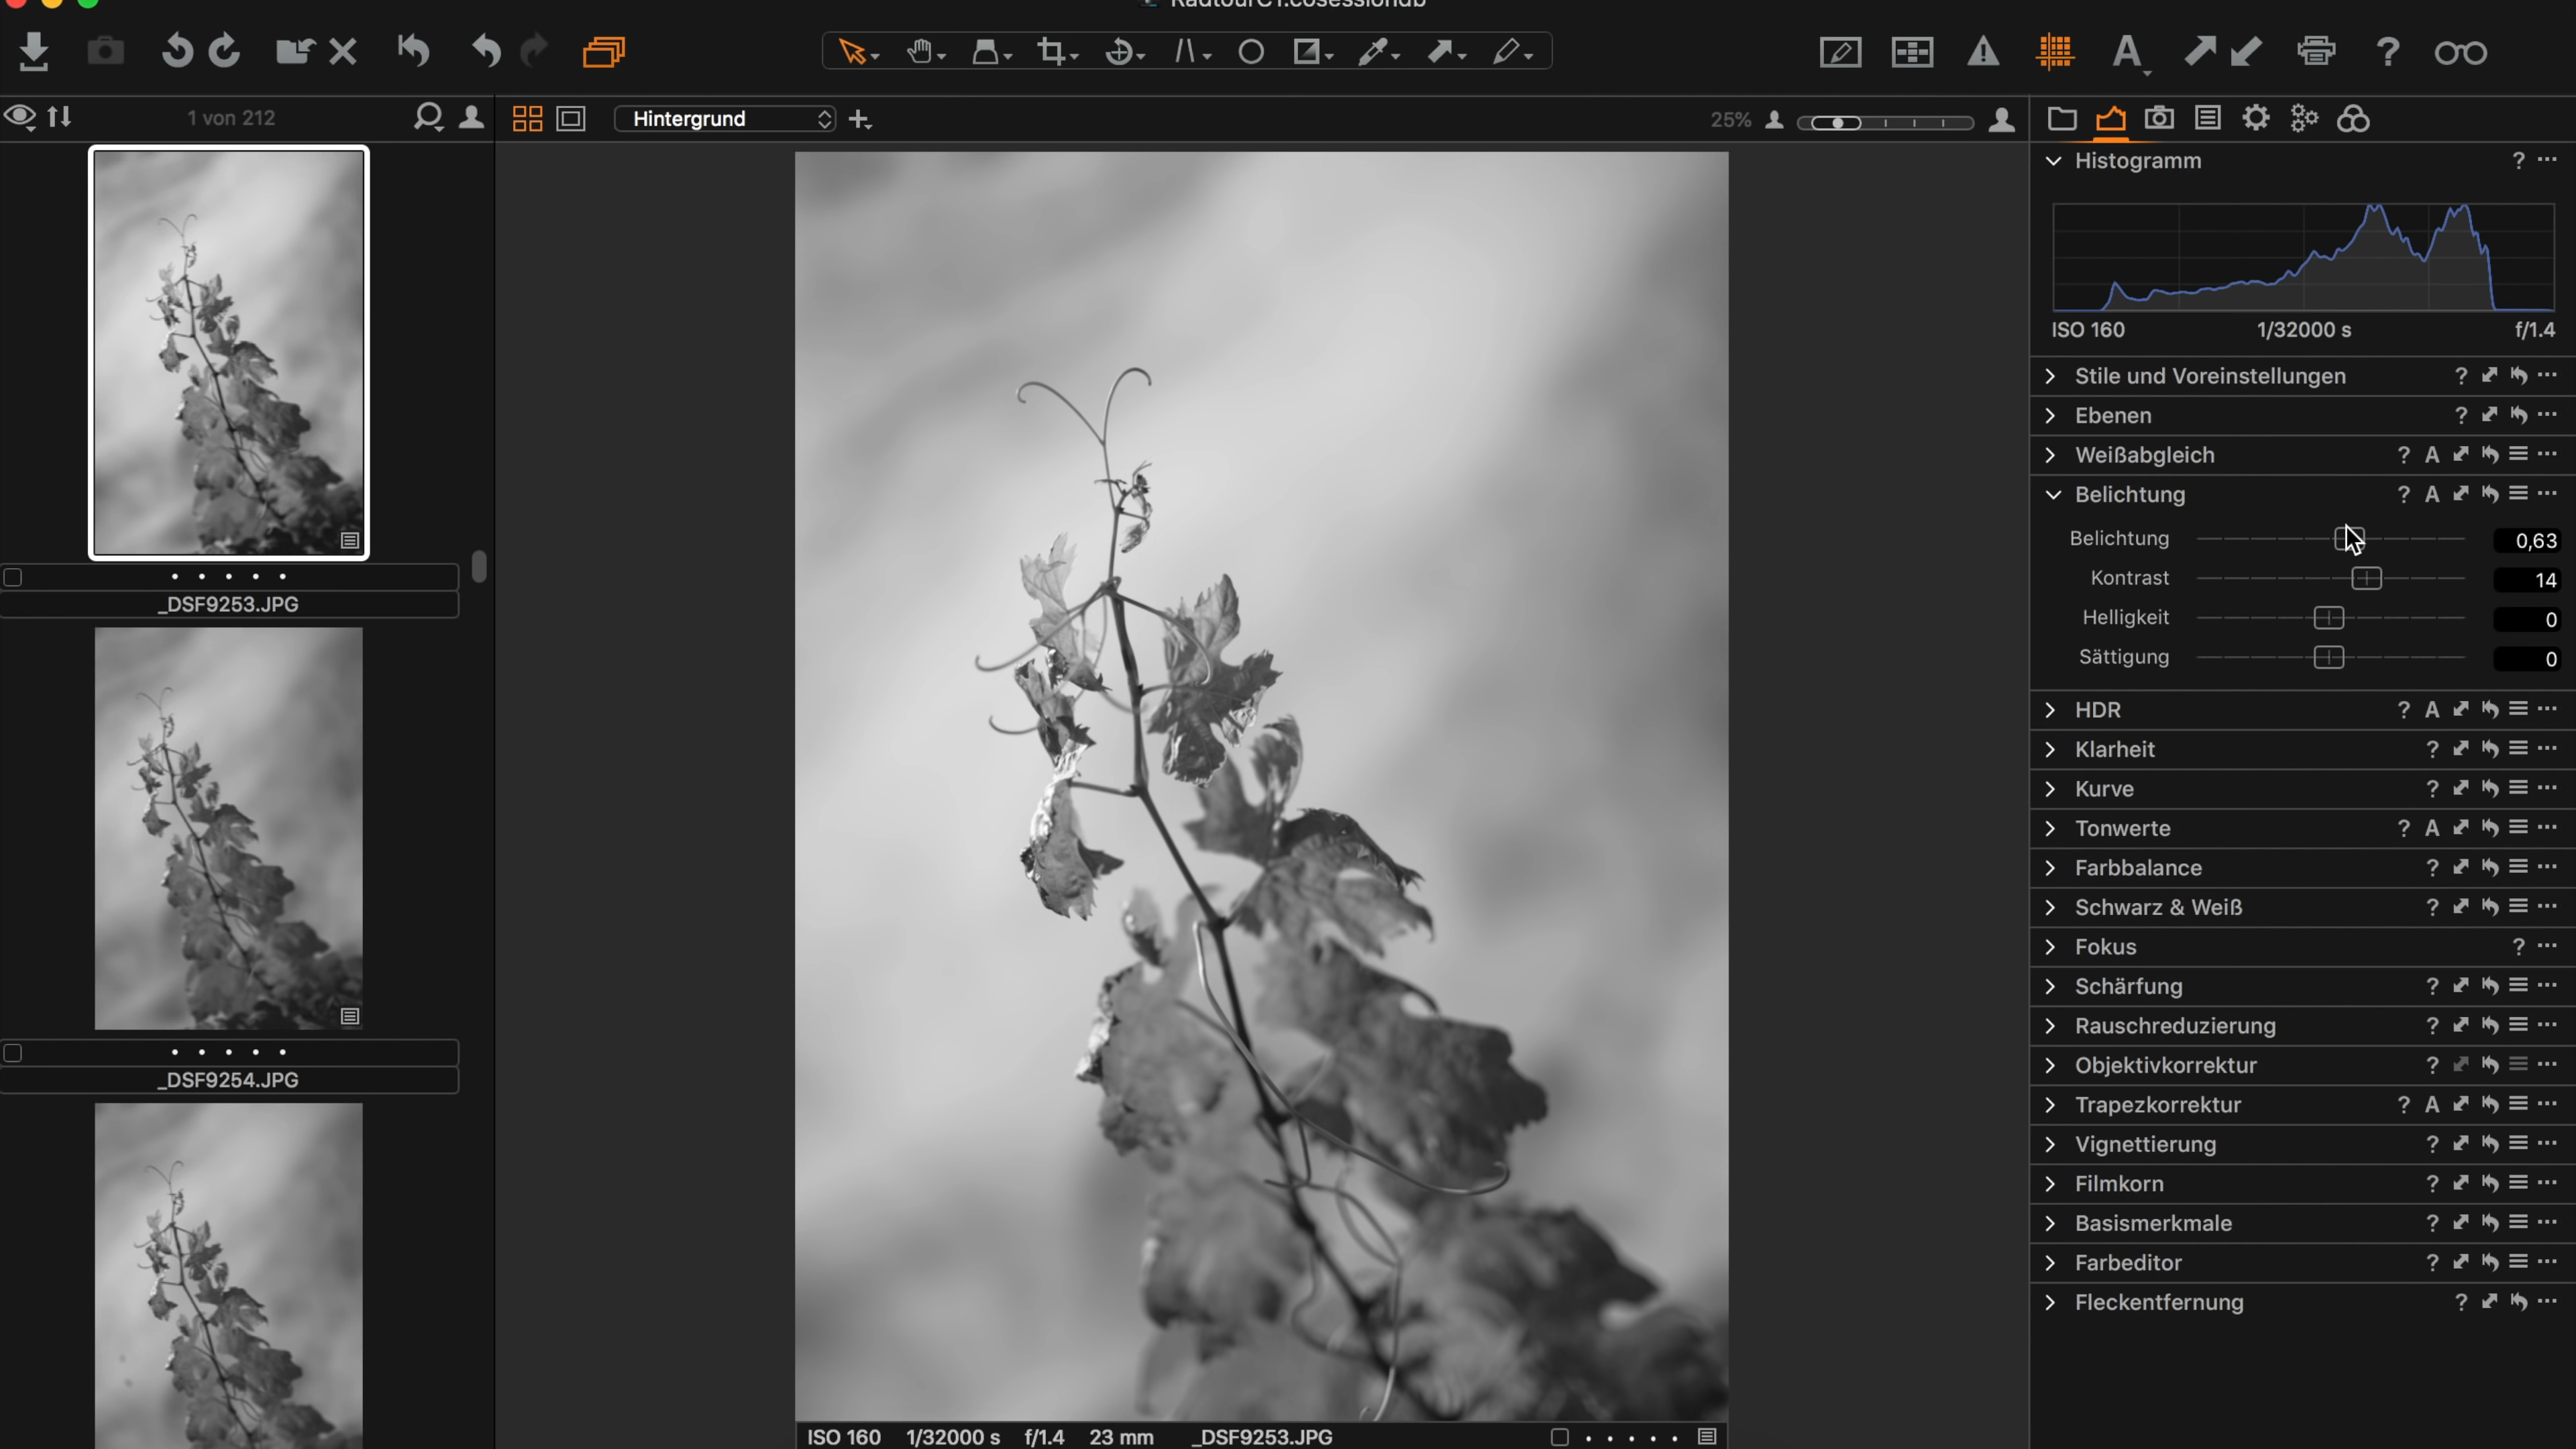 RadtourC1.cosessiondb
1 von 212
Hintergrund
25%
Histogramm
ISO 160 1/32000 s f/1.4
Stile und Voreinstellungen
Ebenen
Weißabgleich
Belichtung
Belichtung 0,63
Kontrast 14
Helligkeit 0
Sättigung 0
HDR
Klarheit
Kurve
Tonwerte
Farbbalance
Schwarz & Weiß
Fokus
Schärfung
Rauschreduzierung
Objektivkorrektur
Trapezkorrektur
Vignettierung
Filmkorn
Basismerkmale
Farbeditor
Fleckentfernung
_DSF9253.JPG
_DSF9254.JPG
ISO 160 1/32000 s f/1.4 23 mm _DSF9253.JPG